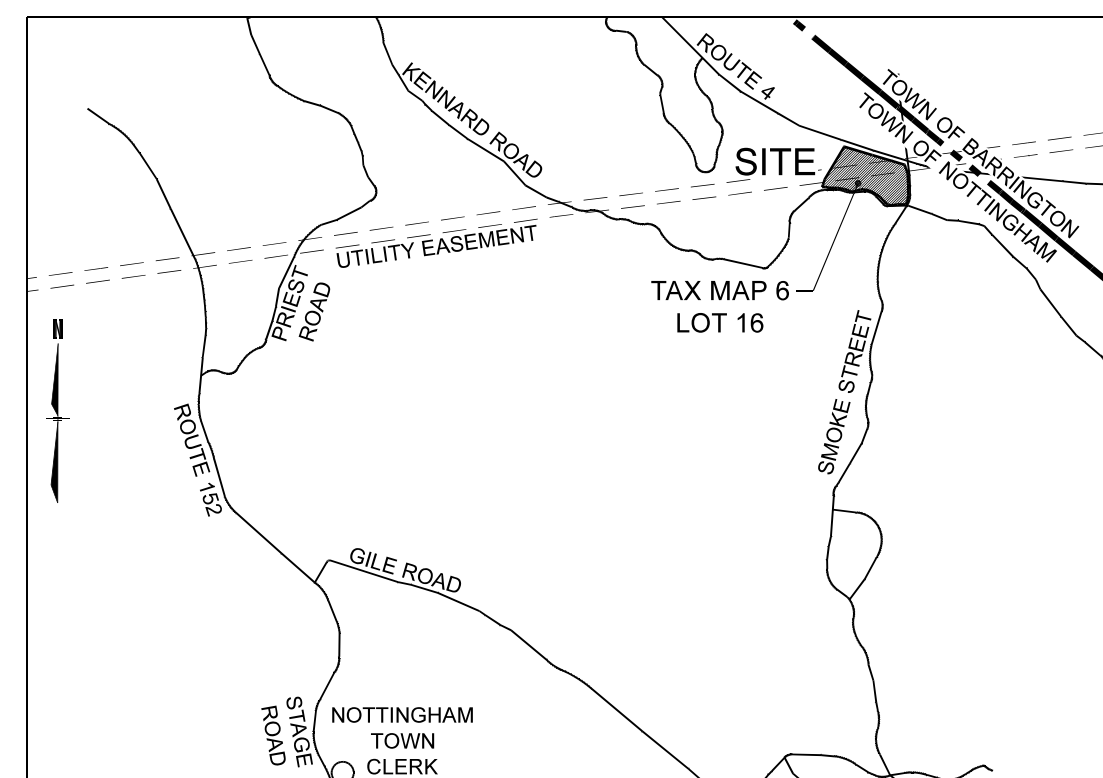 TOWN OF BARRINGTON
TOWN OF NOTTINGHAM
ROUTE 4
KENNARD ROAD
SITE
UTILITY EASEMENT
PRIEST
ROAD
TAX MAP 6
LOT 16
N
SMOKE STREET
ROUTE 152
GILE ROAD
STAGE
ROAD
NOTTINGHAM
TOWN
CLERK